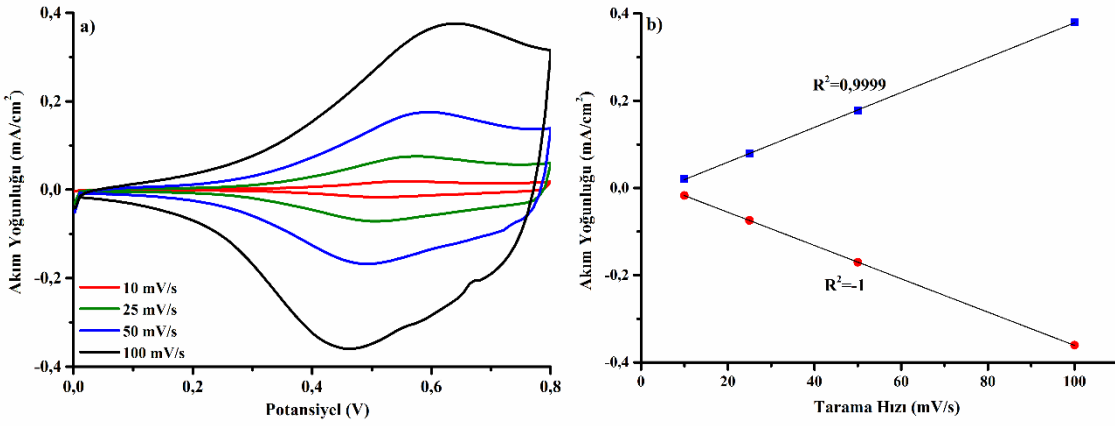 a)
Akım Yoğunluğu (mA/cm²)
0,4
0,2
0,0
-0,2
-0,4
10 mV/s
25 mV/s
50 mV/s
100 mV/s
0,0 0,2 0,4 0,6 0,8
Potansiyel (V)
b)
Akım Yoğunluğu (mA/cm²)
0,4
0,2
0,0
-0,2
-0,4
R²=0,9999
R²=-1
0 20 40 60 80 100
Tarama Hızı (mV/s)